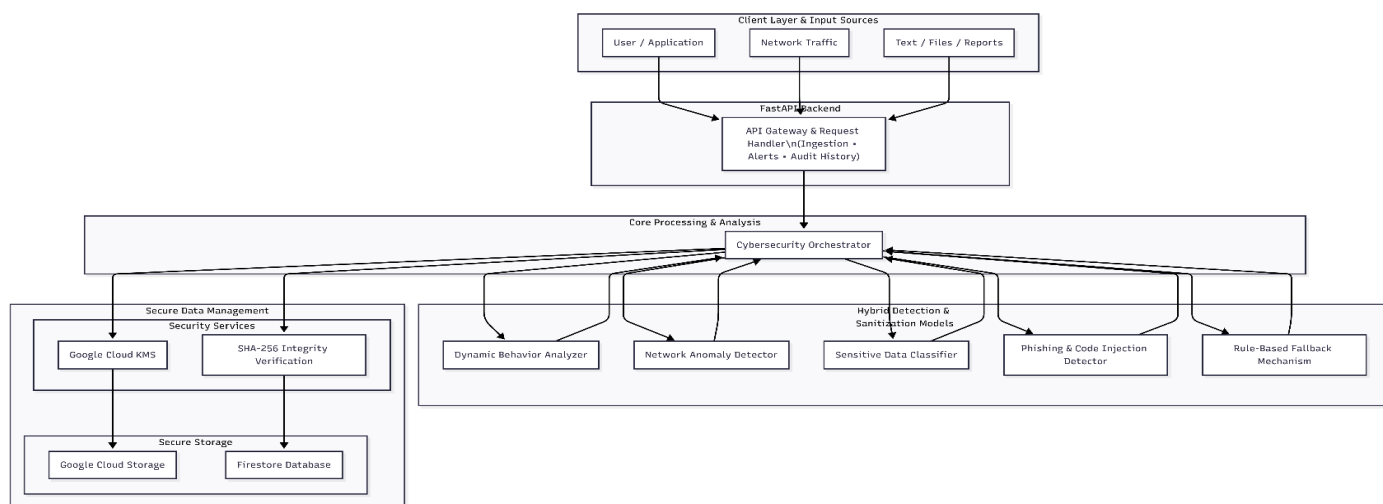 Client Layer & Input Sources
User / Application
Network Traffic
Text / Files / Reports
FastAPI Backend
API Gateway & Request
Handler\n(Ingestion •
Alerts • Audit History)
Core Processing & Analysis
Cybersecurity Orchestrator
Secure Data Management
Security Services
Google Cloud KMS
SHA-256 Integrity
Verification
Secure Storage
Google Cloud Storage
Firestore Database
Hybrid Detection &
Sanitization Models
Dynamic Behavior Analyzer
Network Anomaly Detector
Sensitive Data Classifier
Phishing & Code Injection
Detector
Rule-Based Fallback
Mechanism